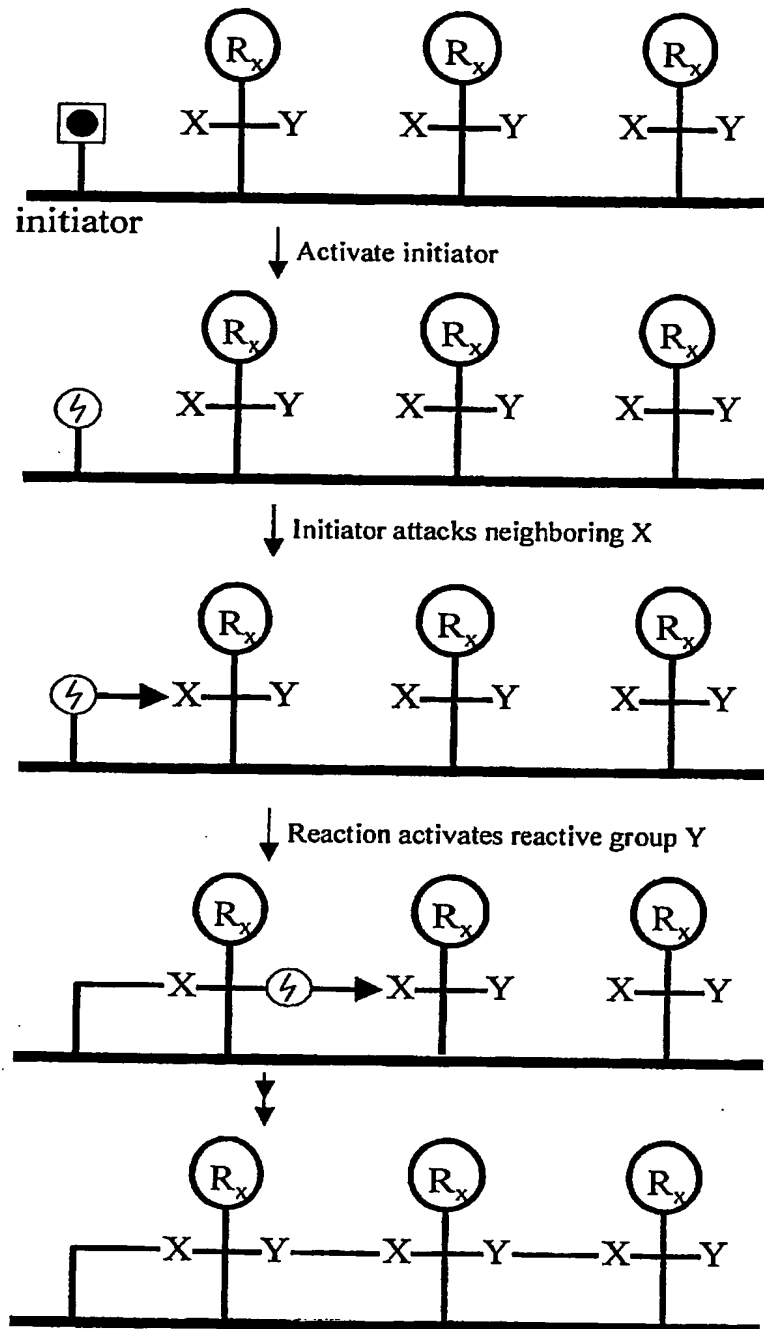 Rx Rx Rx
X Y X Y X Y
initiator
Activate initiator
Rx Rx Rx
X Y X Y X Y
Initiator attacks neighboring X
Rx Rx Rx
X Y X Y X Y
Reaction activates reactive group Y
Rx Rx Rx
X X Y X Y
Rx Rx Rx
X Y X Y X Y